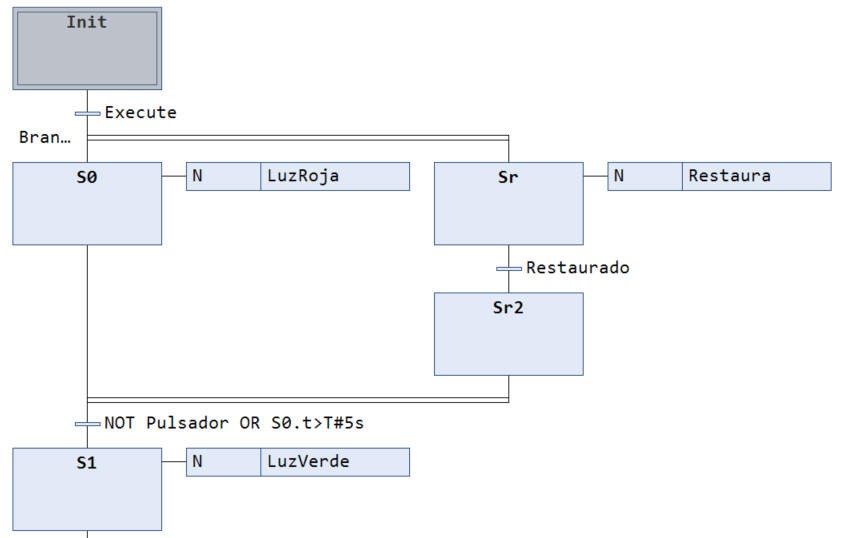 Init
Execute
Bran…
S0
N LuzRoja
Sr
N Restaura
Restaurado
Sr2
NOT Pulsador OR S0.t>T#5s
S1
N LuzVerde